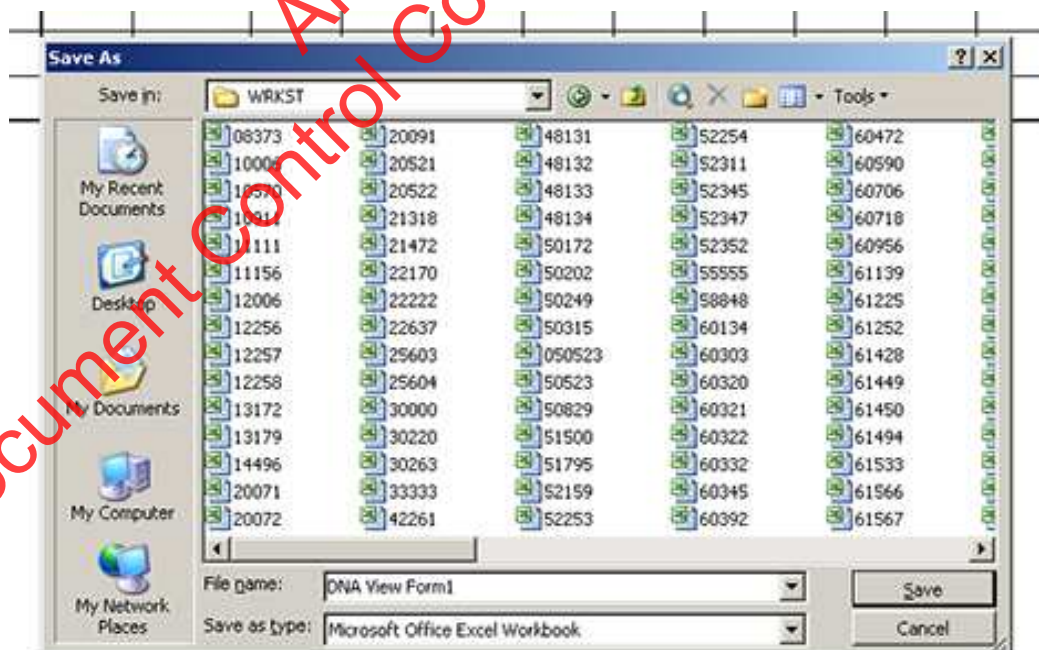 Save As
Save in: WRKST Tools
My Recent Documents
Desktop
My Documents
My Computer
My Network Places
08373 20091 48131 52254 60472
10006 20521 48132 52311 60590
10570 20522 48133 52345 60706
10911 21318 48134 52347 60718
11111 21472 50172 52352 60956
11156 22170 50202 55555 61139
12006 22222 50249 58848 61225
12256 22637 50315 60134 61252
12257 25603 050523 60303 61428
12258 25604 50523 60320 61449
13172 30000 50829 60321 61450
13179 30220 51500 60322 61494
14496 30263 51795 60332 61533
20071 33333 52159 60345 61566
20072 42261 52253 60392 61567
File name: DNA View Form1 Save
Save as type: Microsoft Office Excel Workbook Cancel
Document Control